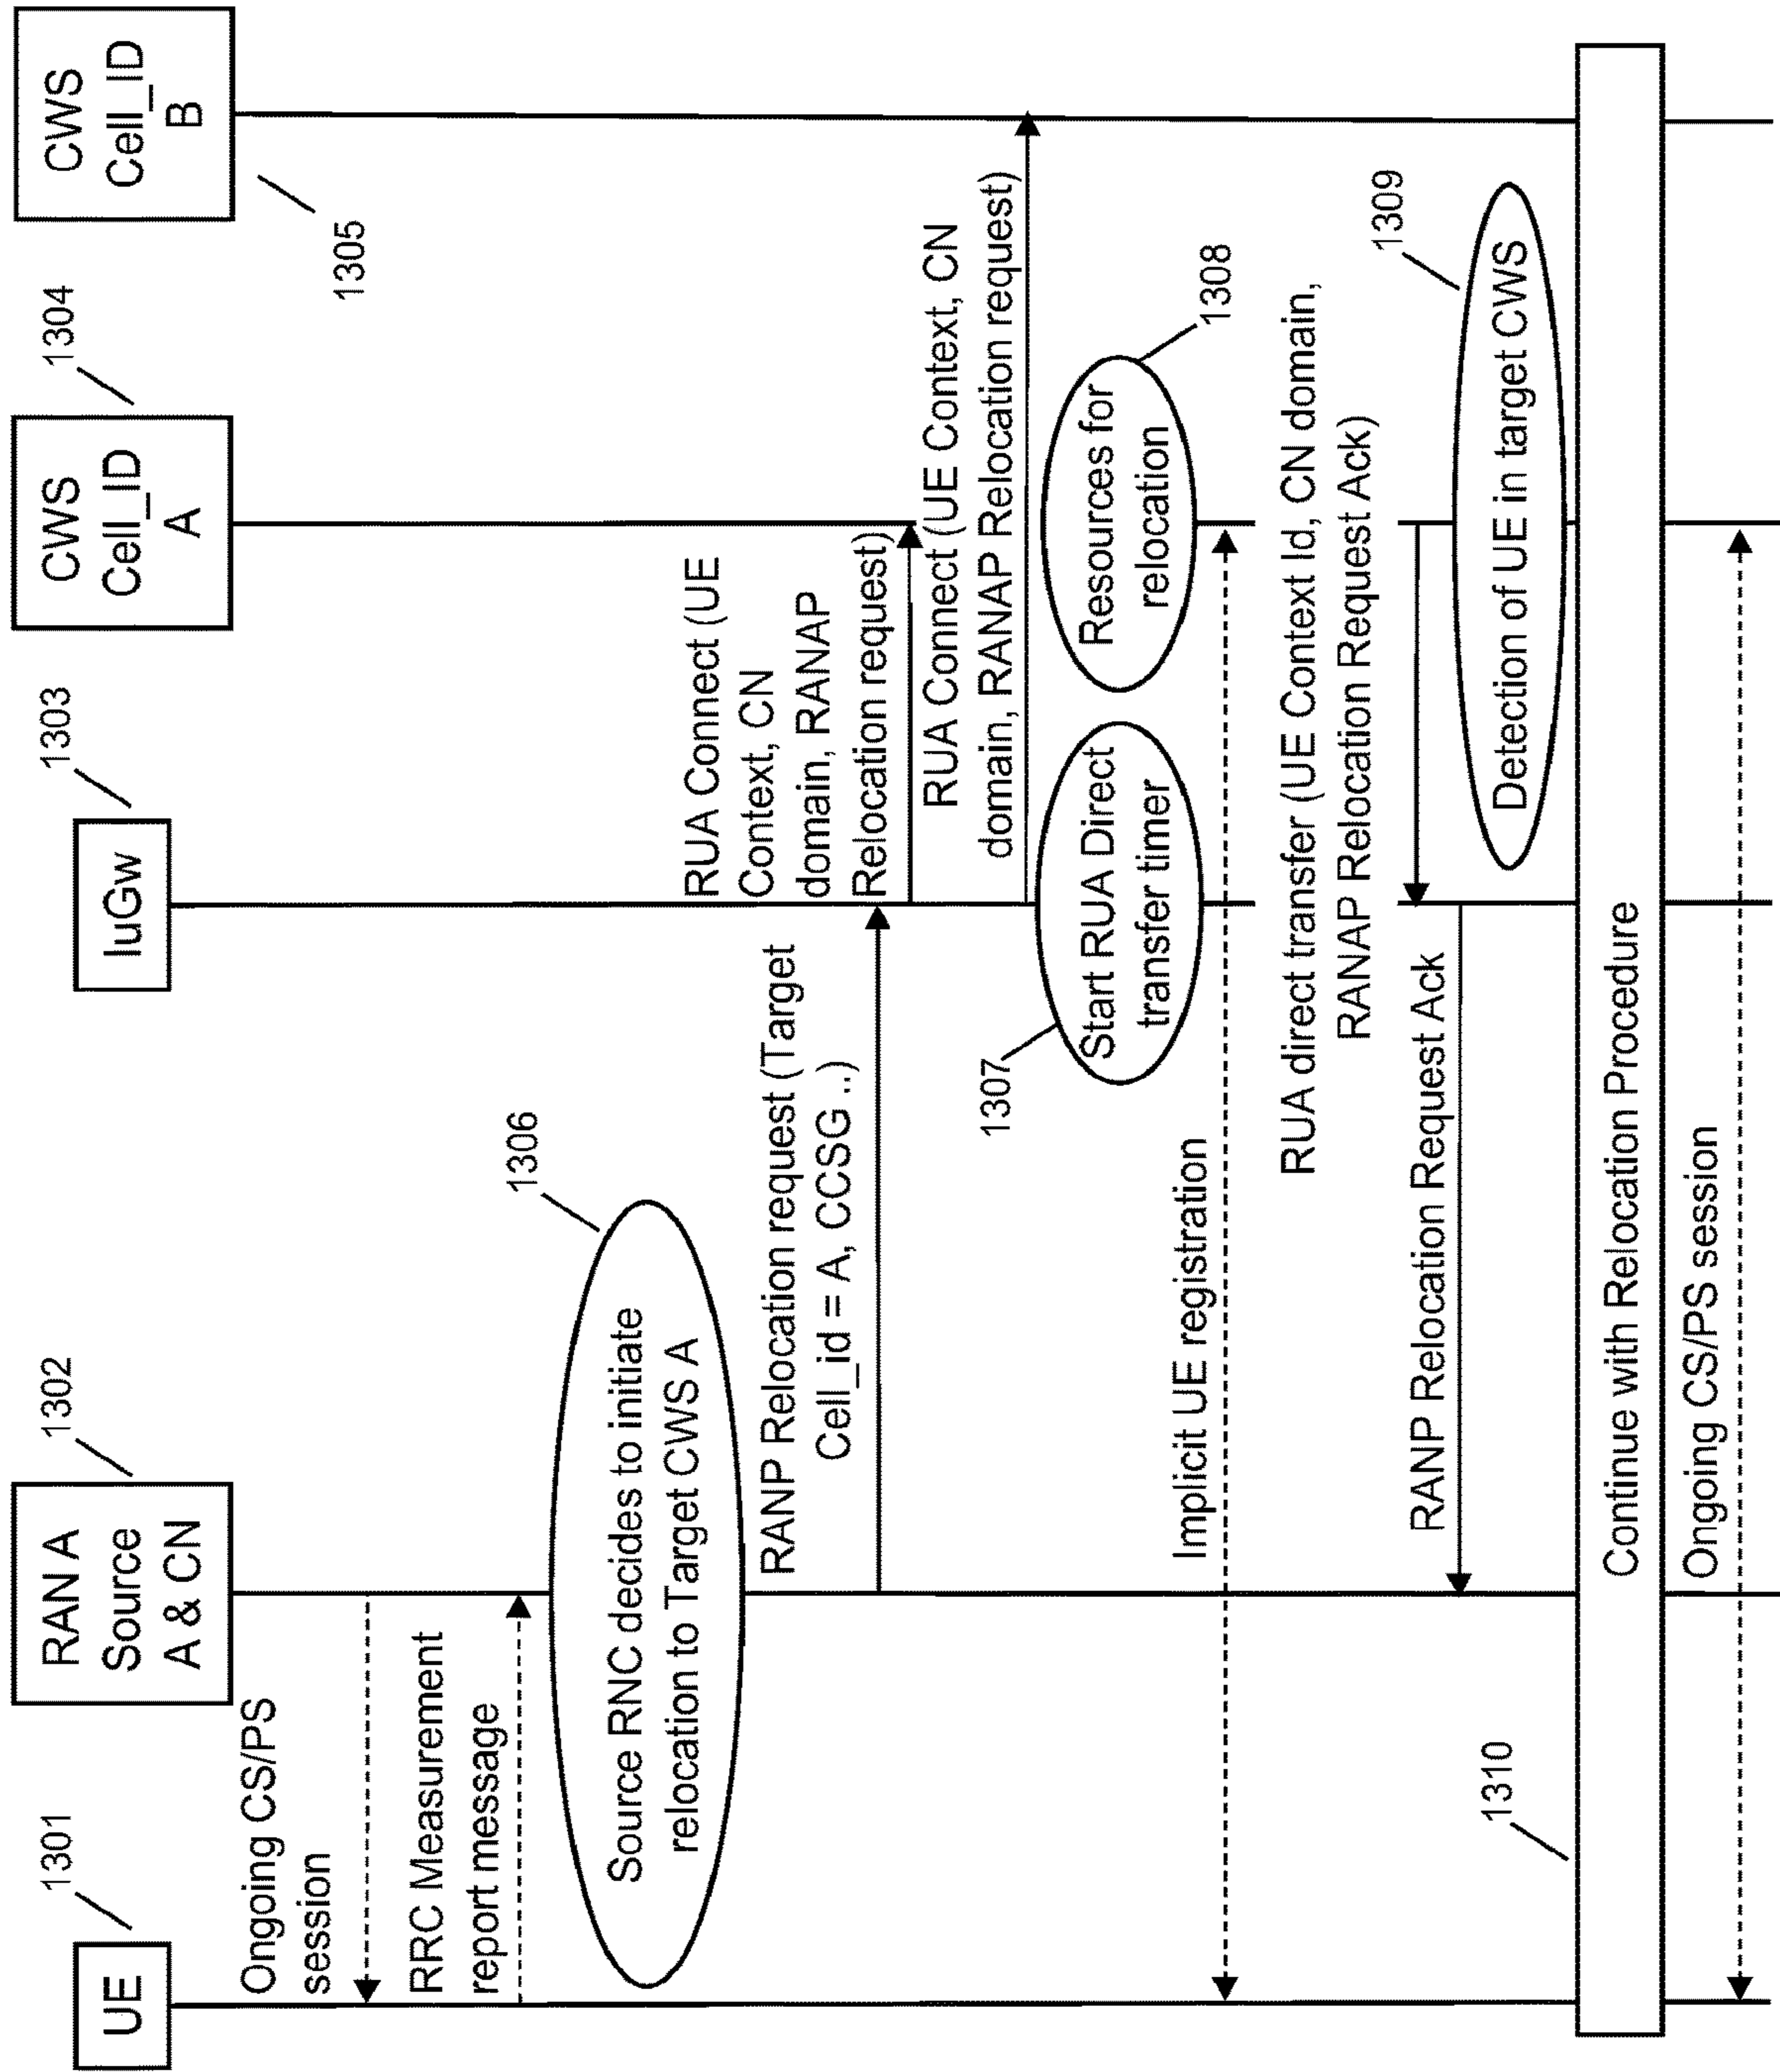 UE
1301
RAN A
Source
A & CN
1302
IuGw
1303
CWS
Cell_ID
A
1304
CWS
Cell_ID
B
1305
Ongoing CS/PS
session
RRC Measurement
report message
Source RNC decides to initiate
relocation to Target CWS A
1306
RANP Relocation request (Target
Cell_id = A, CCSG ..)
RUA Connect (UE
Context, CN
domain, RANAP
Relocation request)
RUA Connect (UE Context, CN
domain, RANAP Relocation request)
Start RUA Direct
transfer timer
1307
Resources for
relocation
1308
Implicit UE registration
RUA direct transfer (UE Context Id, CN domain,
RANAP Relocation Request Ack)
RANP Relocation Request Ack
Detection of UE in target CWS
1309
Continue with Relocation Procedure
1310
Ongoing CS/PS session